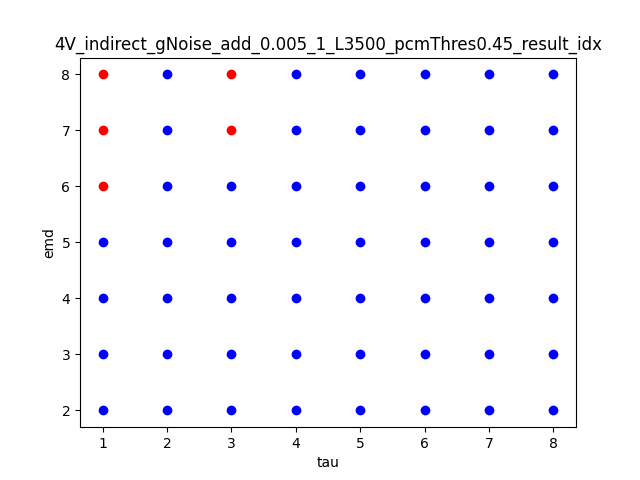 4V_indirect_gNoise_add_0.005_1_L3500_pcmThres0.45_result_idx
8
7
6
5
4
3
2
emd
1 2 3 4 5 6 7 8
tau